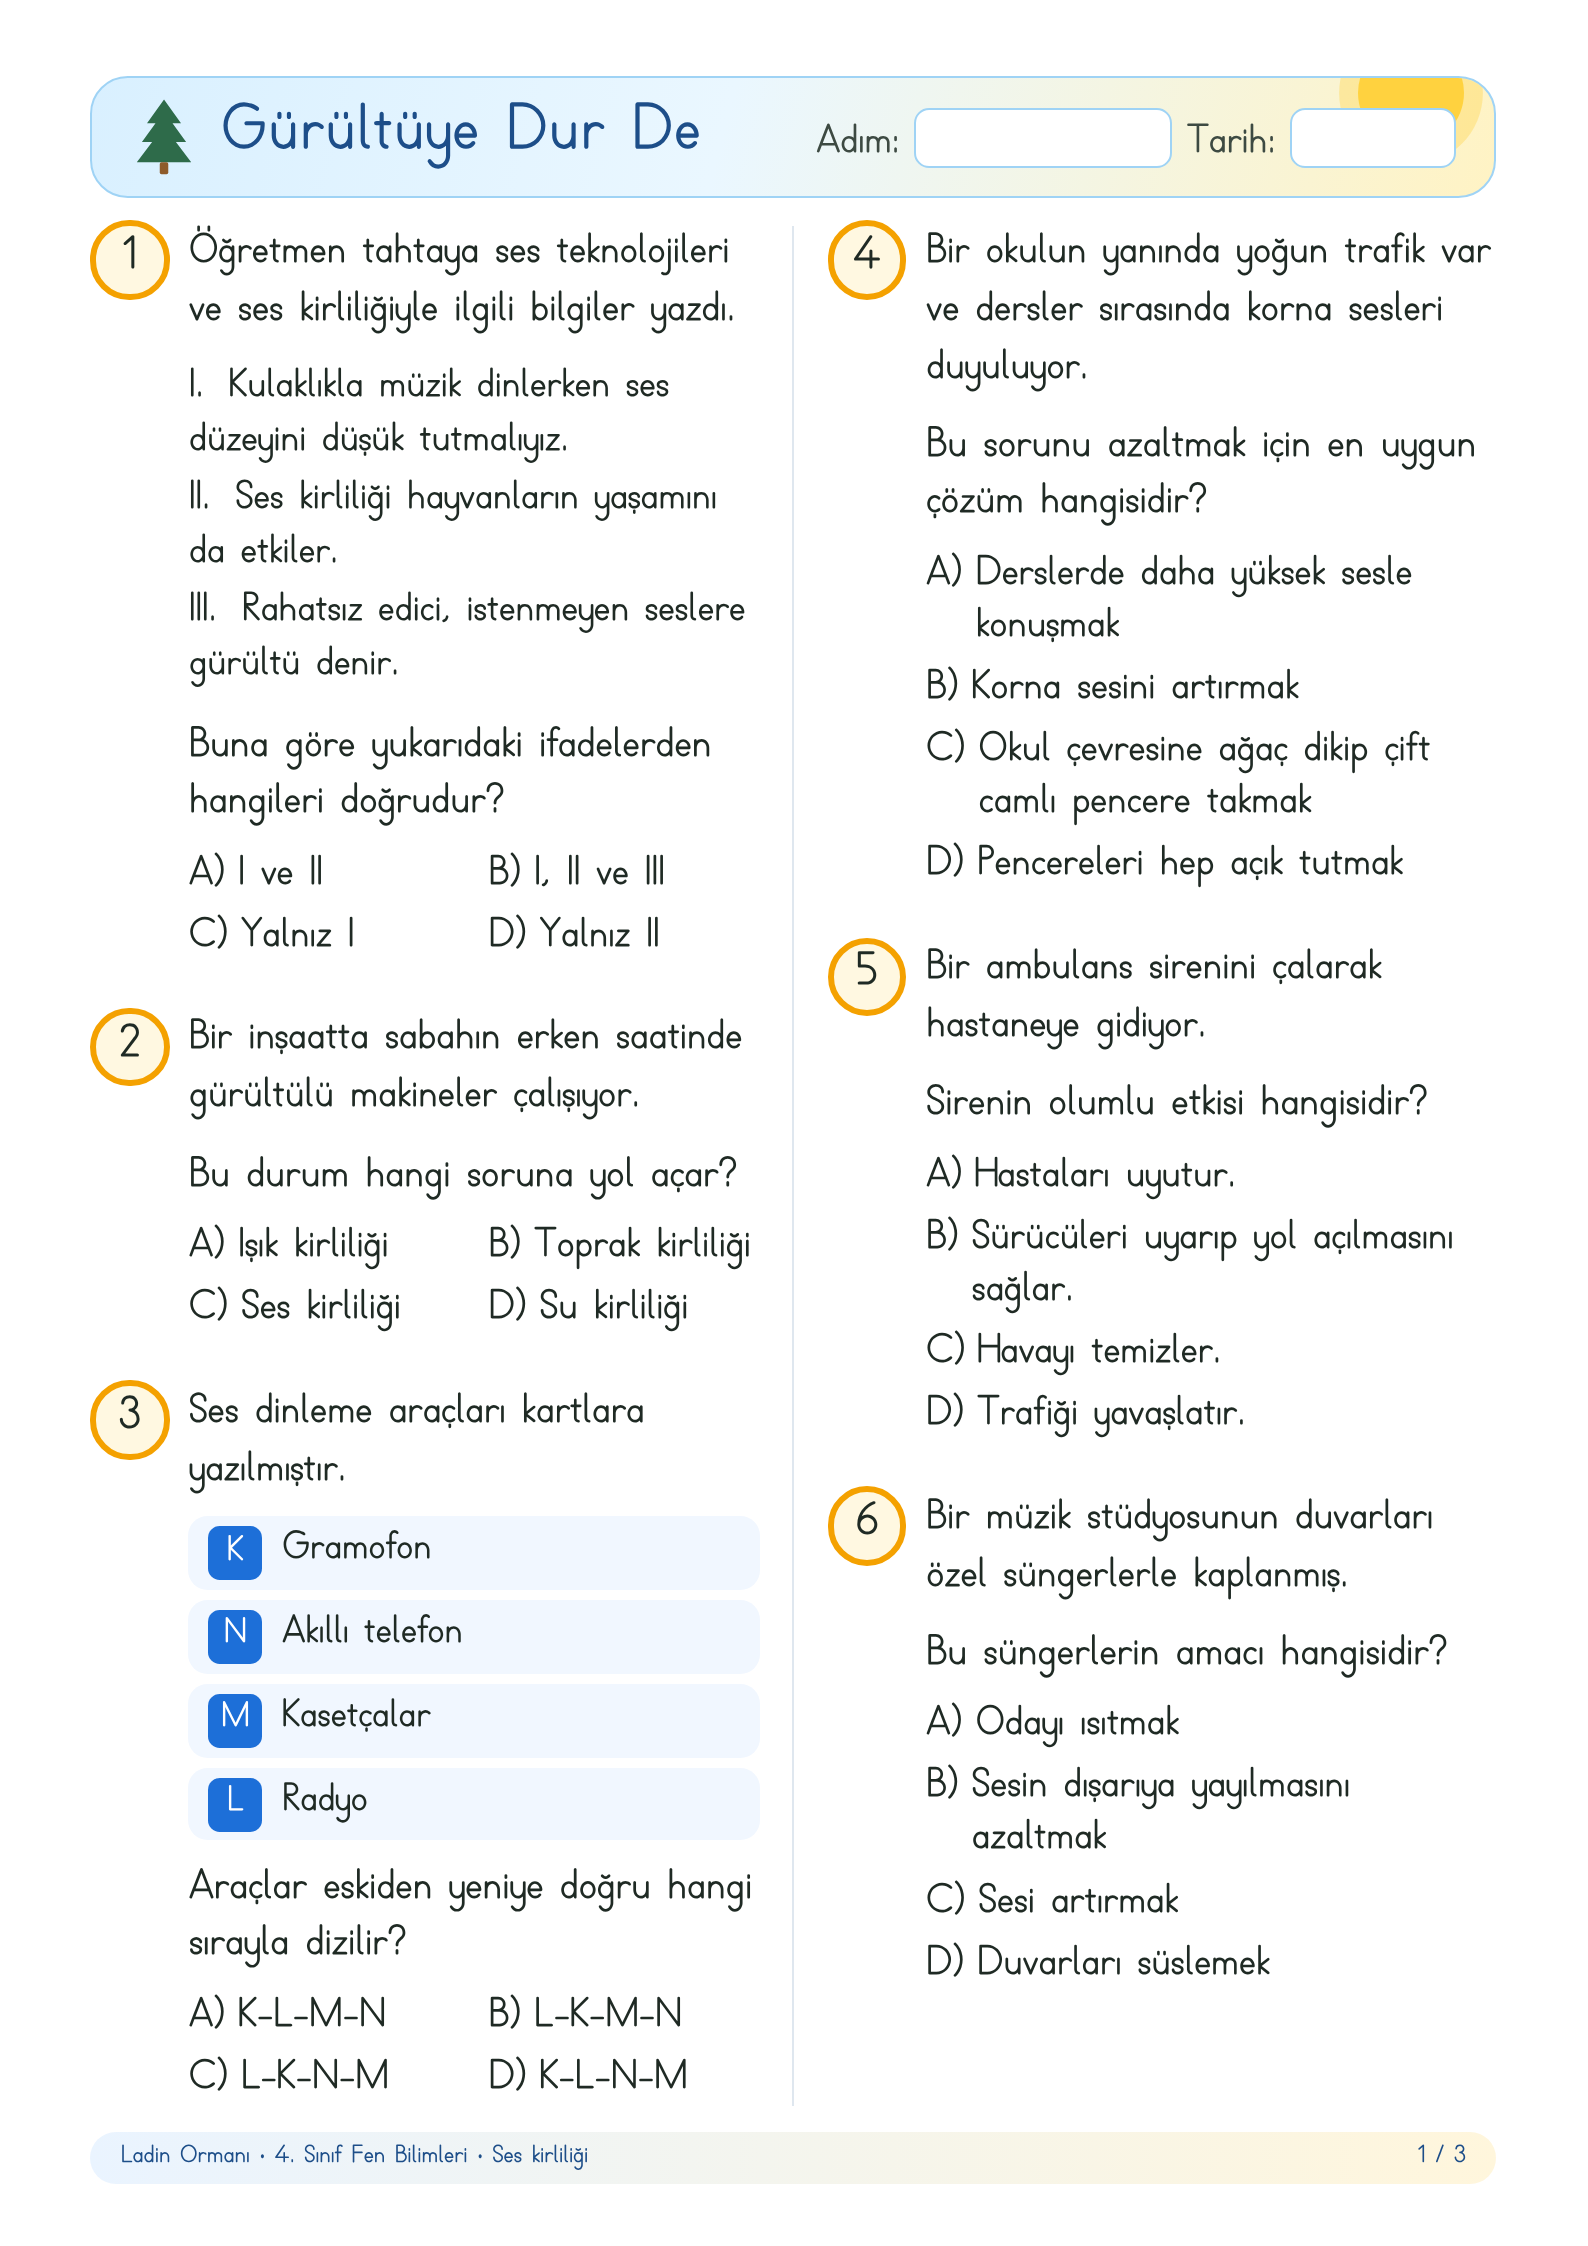 Gürültüye Dur De
Adım:
Tarih:
1
Öğretmen tahtaya ses teknolojileri
ve ses kirliliğiyle ilgili bilgiler yazdı.
I. Kulaklıkla müzik dinlerken ses
düzeyini düşük tutmalıyız.
II. Ses kirliliği hayvanların yaşamını
da etkiler.
III. Rahatsız edici, istenmeyen seslere
gürültü denir.
Buna göre yukarıdaki ifadelerden
hangileri doğrudur?
A) I ve II
B) I, II ve III
C) Yalnız I
D) Yalnız II
2
Bir inşaatta sabahın erken saatinde
gürültülü makineler çalışıyor.
Bu durum hangi soruna yol açar?
A) Işık kirliliği
B) Toprak kirliliği
C) Ses kirliliği
D) Su kirliliği
3
Ses dinleme araçları kartlara
yazılmıştır.
K Gramofon
N Akıllı telefon
M Kasetçalar
L Radyo
Araçlar eskiden yeniye doğru hangi
sırayla dizilir?
A) K-L-M-N
B) L-K-M-N
C) L-K-N-M
D) K-L-N-M
4
Bir okulun yanında yoğun trafik var
ve dersler sırasında korna sesleri
duyuluyor.
Bu sorunu azaltmak için en uygun
çözüm hangisidir?
A) Derslerde daha yüksek sesle
konuşmak
B) Korna sesini artırmak
C) Okul çevresine ağaç dikip çift
camlı pencere takmak
D) Pencereleri hep açık tutmak
5
Bir ambulans sirenini çalarak
hastaneye gidiyor.
Sirenin olumlu etkisi hangisidir?
A) Hastaları uyutur.
B) Sürücüleri uyarıp yol açılmasını
sağlar.
C) Havayı temizler.
D) Trafiği yavaşlatır.
6
Bir müzik stüdyosunun duvarları
özel süngerlerle kaplanmış.
Bu süngerlerin amacı hangisidir?
A) Odayı ısıtmak
B) Sesin dışarıya yayılmasını
azaltmak
C) Sesi artırmak
D) Duvarları süslemek
Ladin Ormanı • 4. Sınıf Fen Bilimleri • Ses kirliliği
1 / 3